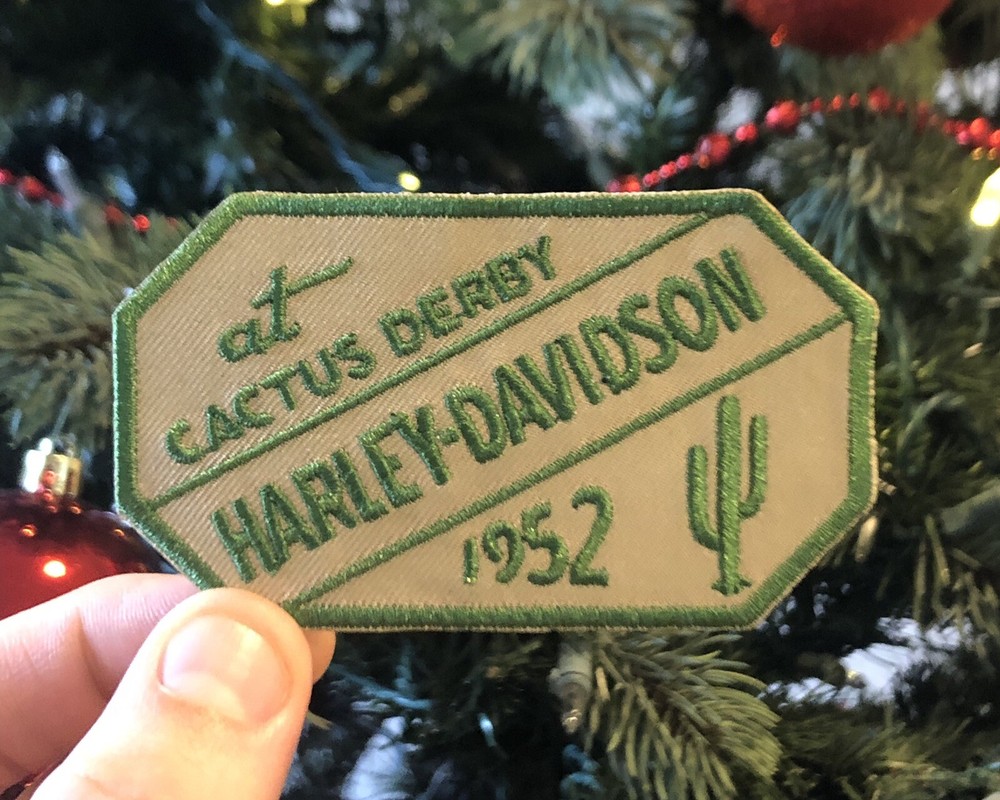 at
CACTUS DERBY
HARLEY-DAVIDSON
1952